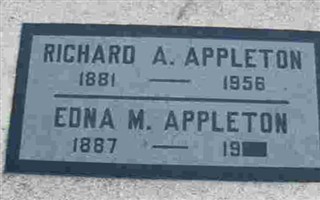 RICHARD A. APPLETON
1881 — 1956
EDNA M. APPLETON
1887 — 19